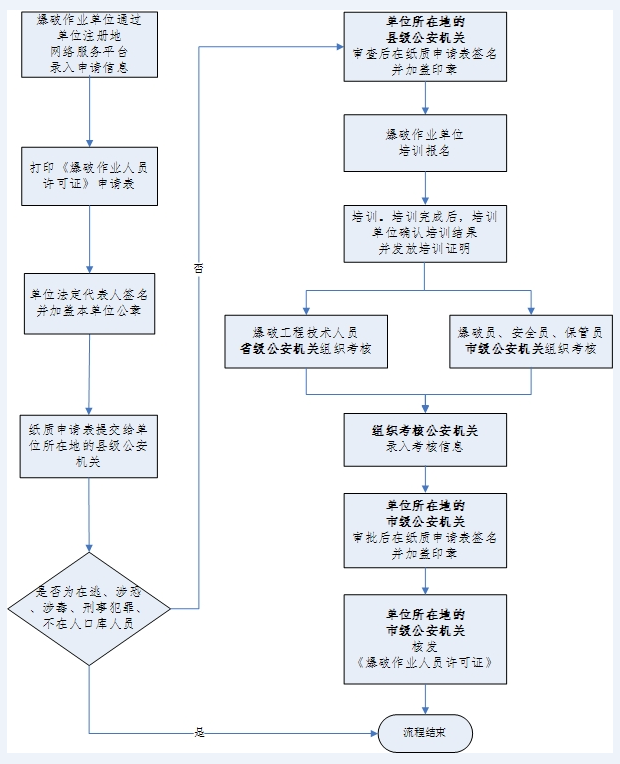 爆破作业单位通过
单位注册地
网络服务平台
录入申请信息
打印《爆破作业人员
许可证》申请表
单位法定代表人签名
并加盖本单位公章
纸质申请表提交给单
位所在地的县级公安
机关
是否为在逃、涉恐
、涉毒、刑事犯罪、
不在人口库人员
否
是
单位所在地的
县级公安机关
审查后在纸质申请表签名
并加盖印章
爆破作业单位
培训报名
培训。培训完成后，培训
单位确认培训结果
并发放培训证明
爆破工程技术人员
省级公安机关组织考核
爆破员、安全员、保管员
市级公安机关组织考核
组织考核公安机关
录入考核信息
单位所在地的
市级公安机关
审批后在纸质申请表签名
并加盖印章
单位所在地的
市级公安机关
核发
《爆破作业人员许可证》
流程结束